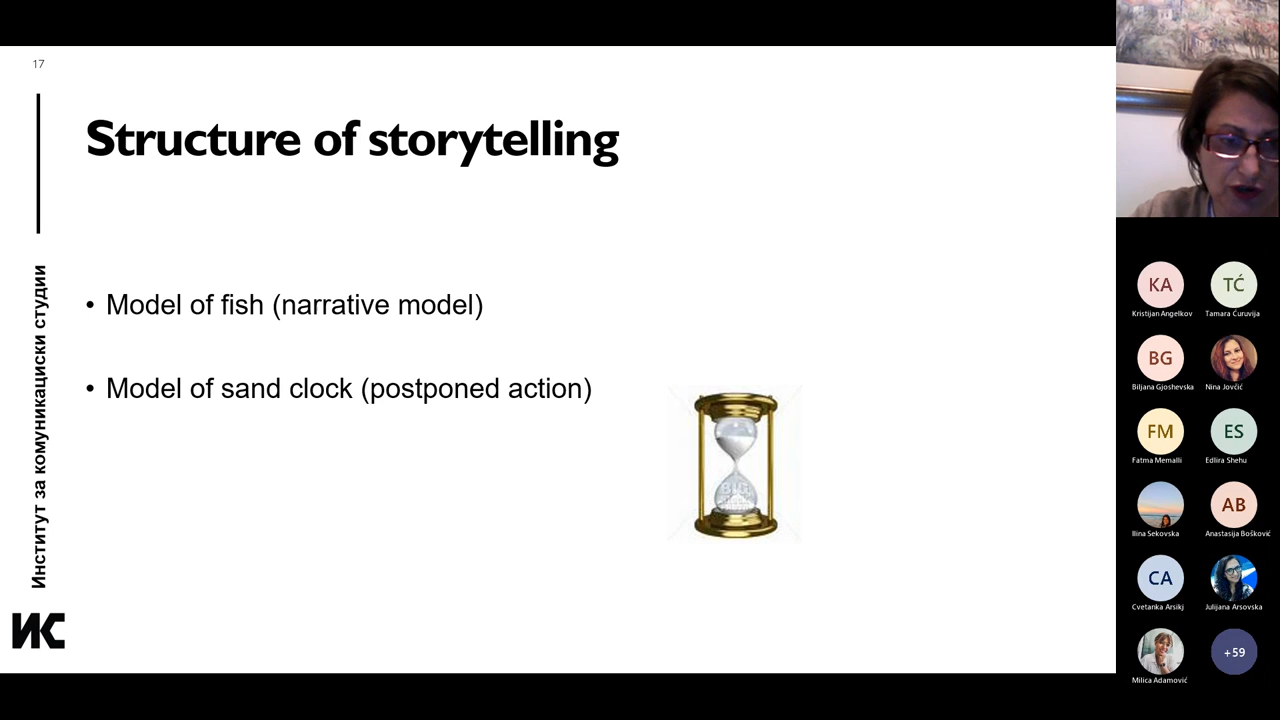 17
Structure of storytelling
• Model of fish (narrative model)
• Model of sand clock (postponed action)
Институт за комуникациски студии
ИС
KA
Kristijan Angelkov
TĆ
Tamara Ćuruvija
BG
Biljana Gjoshevska
Nina Jovčić
FM
Fatma Memalli
ES
Edlira Shehu
Ilina Sekovska
AB
Anastasija Bošković
CA
Cvetanka Arsikj
Julijana Arsovska
Milica Adamović
+59